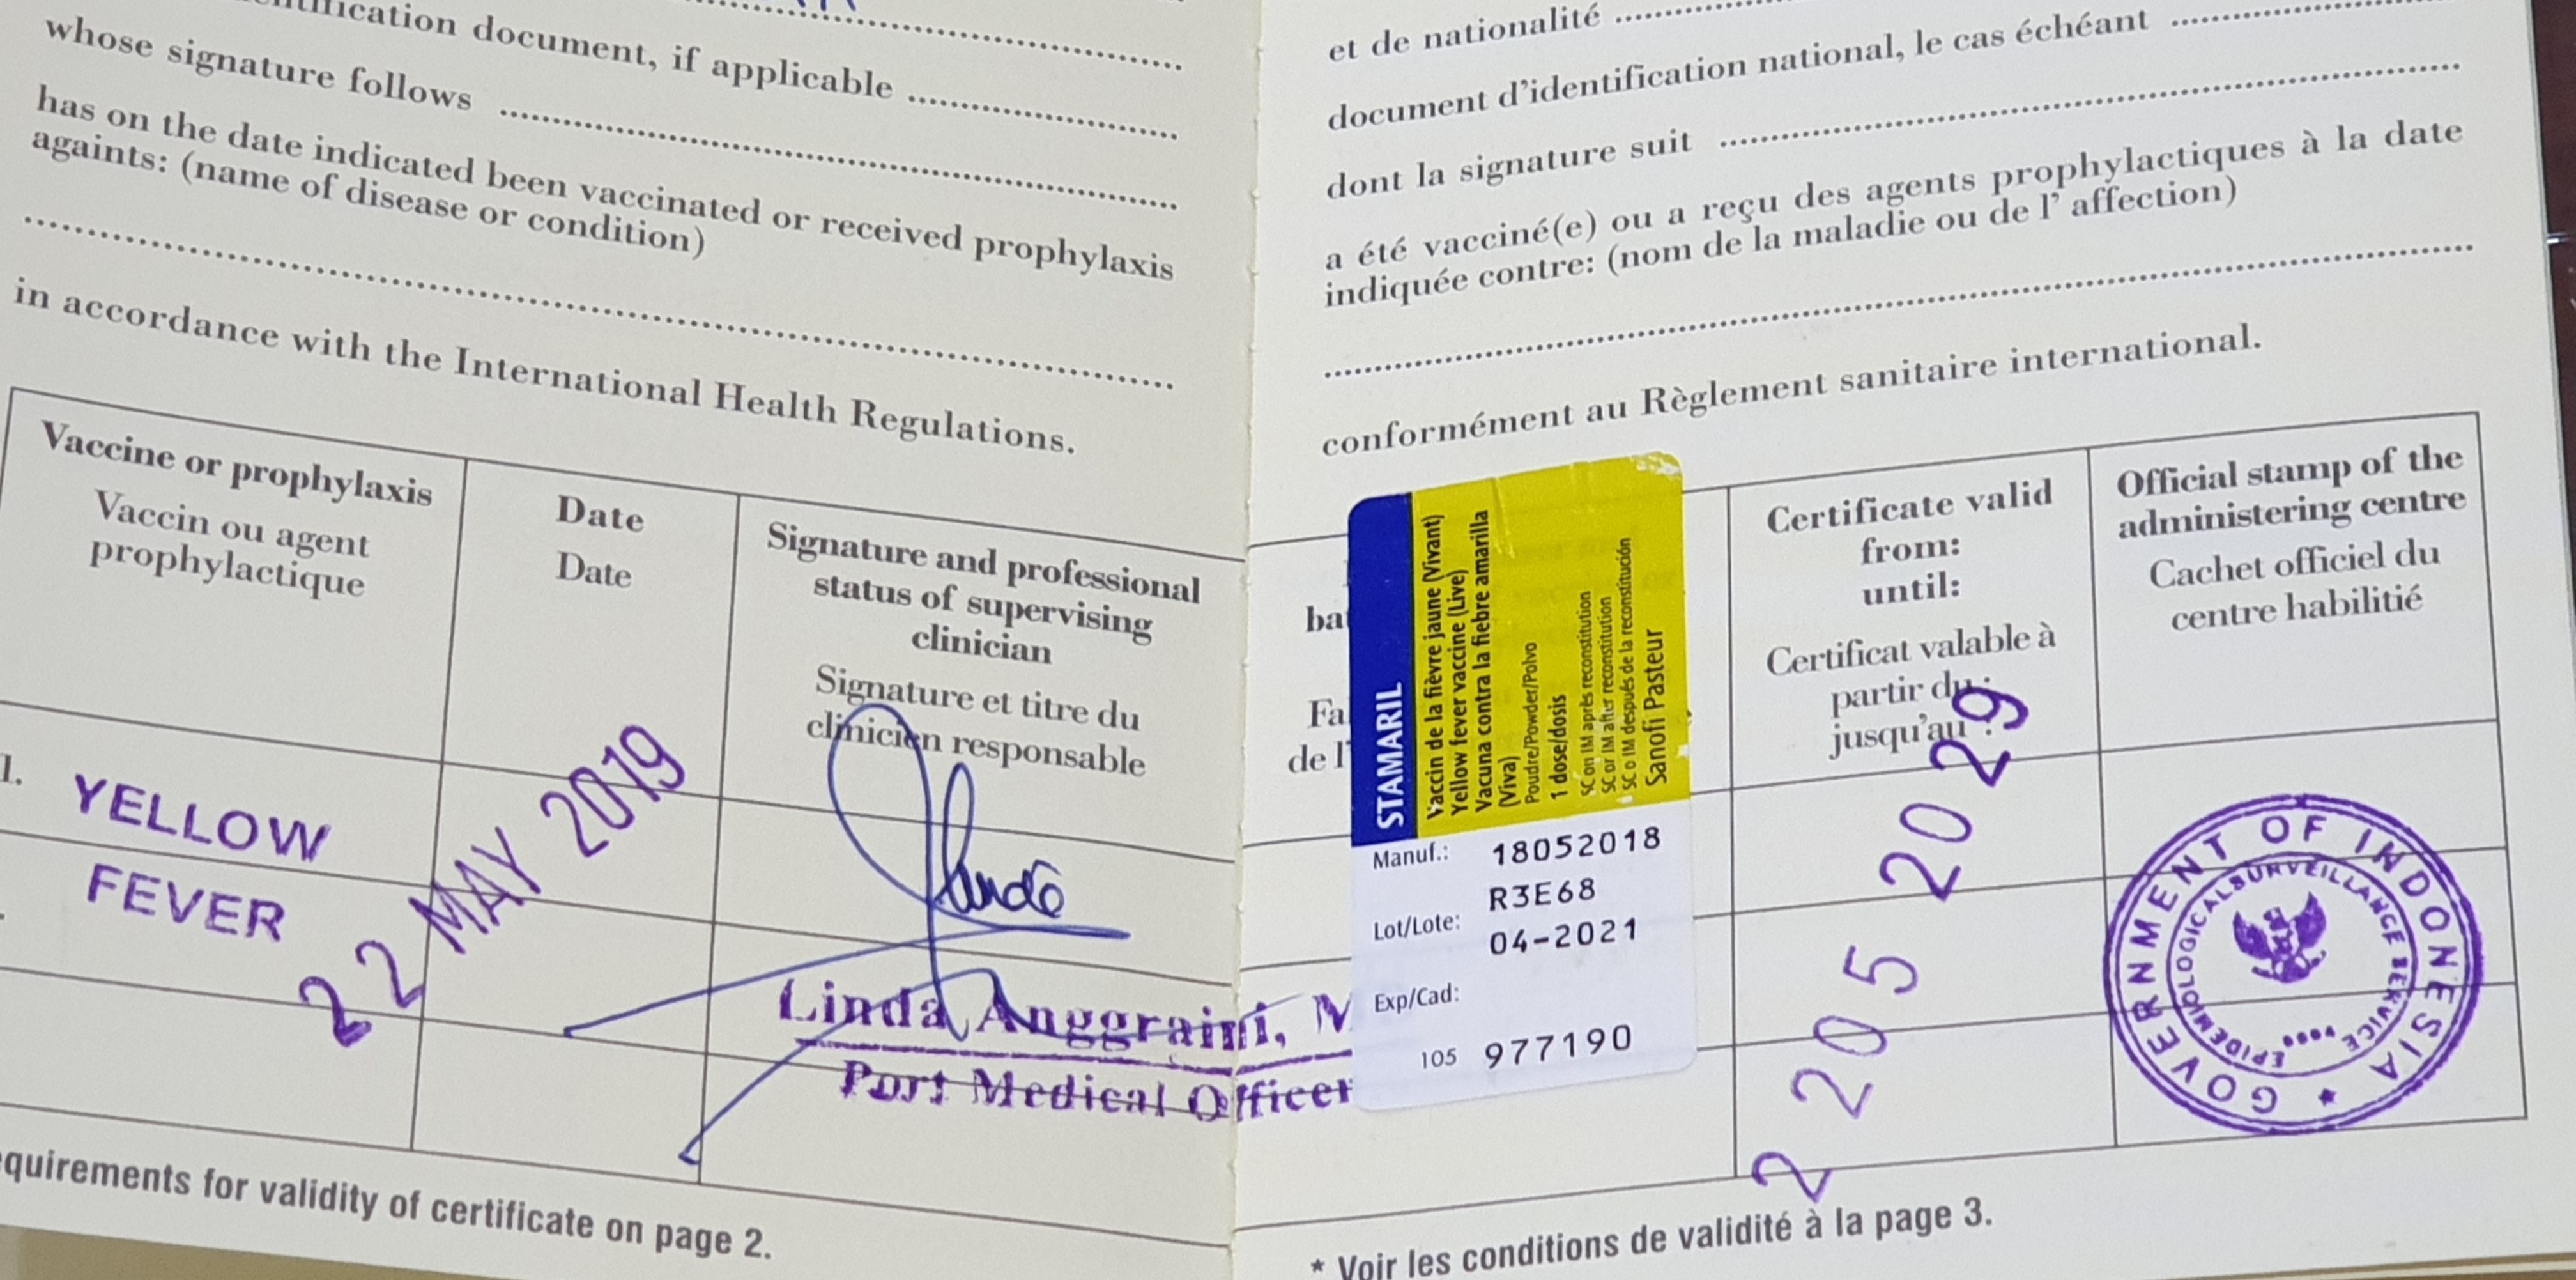 document, if applicable ........
whose signature follows ........
has on the date indicated been vaccinated or received prophylaxis
againts: (name of disease or condition)
........
in accordance with the International Health Regulations.
Vaccine or prophylaxis
Vaccin ou agent
prophylactique
Date
Date
Signature and professional
status of supervising
clinician
Signature et titre du
clinicien responsable
1.
YELLOW
FEVER
22 MAY 2019
Linda Anggraini, M
Port Medical Officer
quirements for validity of certificate on page 2.
et de nationalité ........
document d'identification national, le cas échéant ........
dont la signature suit ........
a été vacciné(e) ou a reçu des agents prophylactiques à la date
indiquée contre: (nom de la maladie ou de l' affection)
........
conformément au Règlement sanitaire international.
ba
Fa
de l'
STAMARIL
Vaccin de la fièvre jaune (Vivant)
Yellow fever vaccine (Live)
Vacuna contra la fiebre amarilla
(Viva)
Poudre/Powder/Polvo
1 dose/dosis
SC ou IM après reconstitution
SC or IM after reconstitution
SC o IM después de la reconstitución
Sanofi Pasteur
Manuf.: 18052018
R3E68
Lot/Lote:
04-2021
Exp/Cad:
105 977190
Certificate valid
from:
until:
Certificat valable à
partir du :
jusqu'au :
2 205 2029
Official stamp of the
administering centre
Cachet officiel du
centre habilitié
GOVERNMENT OF INDONESIA
EPIDEMIOLOGICAL SURVEILLANCE SERVICE
* Voir les conditions de validité à la page 3.